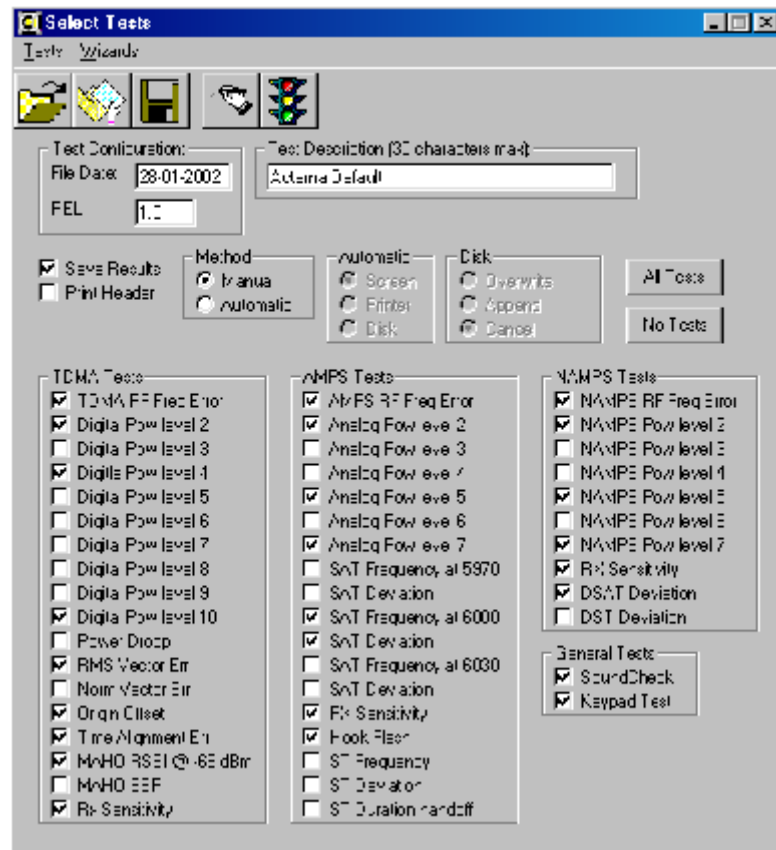 Select Tests
Tests Wizards
Test Configuration:
File Date: 28-01-2002
REL 1.0
Test Description (30 characters max):
Acterna Default
Save Results
Print Header
Method
Manual
Automatic
Automatic
Screen
Printer
Disk
Disk
Overwrite
Append
Cancel
All Tests
No Tests
TDMA Tests
TDMA RF Freq Error
Digital Pow level 2
Digital Pow level 3
Digital Pow level 4
Digital Pow level 5
Digital Pow level 6
Digital Pow level 7
Digital Pow level 8
Digital Pow level 9
Digital Pow level 10
Power Droop
RMS Vector Err
Norm Vector Err
Origin Offset
Time Alignment Err
MAHO RSSI @ -65 dBm
MAHO BER
Rx Sensitivity
AMPS Tests
AMPS RF Freq Error
Analog Pow level 2
Analog Pow level 3
Analog Pow level 4
Analog Pow level 5
Analog Pow level 6
Analog Pow level 7
SAT Frequency at 5970
SAT Deviation
SAT Frequency at 6000
SAT Deviation
SAT Frequency at 6030
SAT Deviation
RX Sensitivity
Hook Flash
ST Frequency
ST Deviation
ST Duration handoff
NAMPS Tests
NAMPS RF Freq Error
NAMPS Pow level 2
NAMPS Pow level 3
NAMPS Pow level 4
NAMPS Pow level 5
NAMPS Pow level 6
NAMPS Pow level 7
RX Sensitivity
DSAT Deviation
DST Deviation
General Tests
SoundCheck
Keypad Test